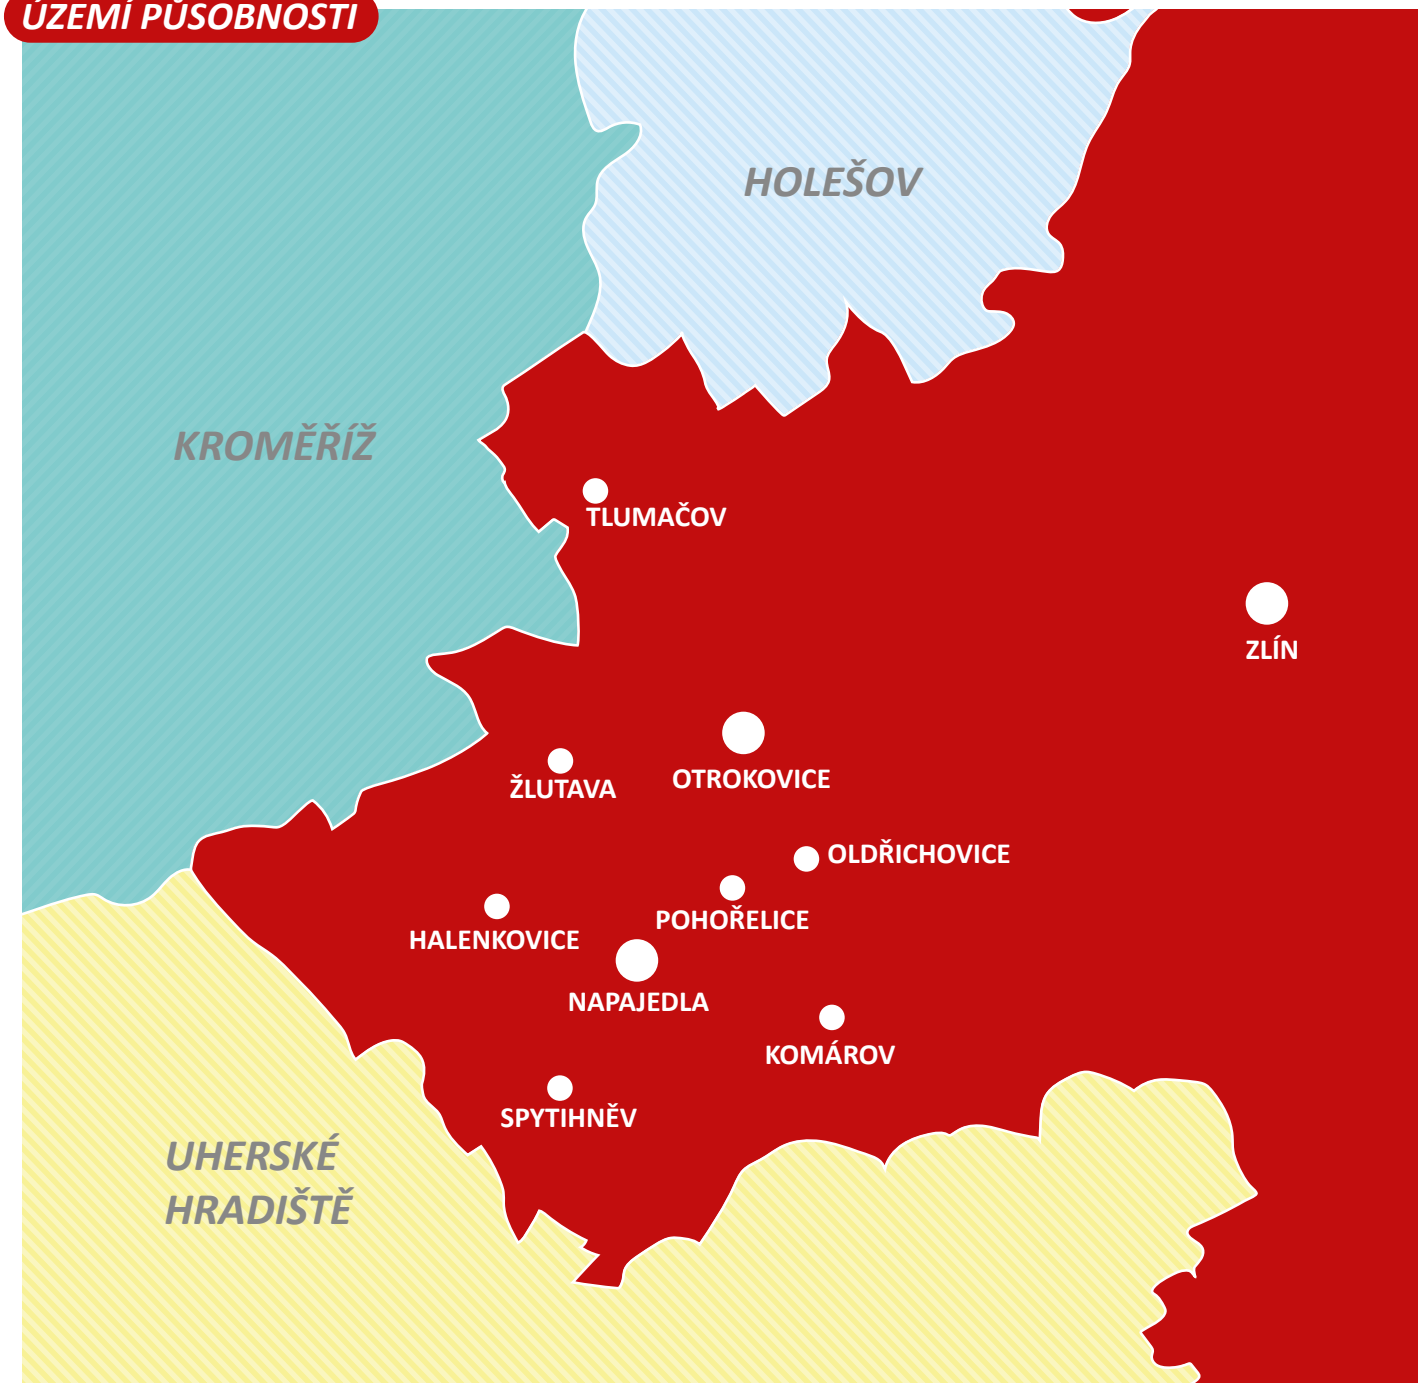 ÚZEMÍ PŮSOBNOSTI
HOLEŠOV
KROMĚŘÍŽ
TLUMAČOV
ZLÍN
OTROKOVICE
ŽLUTAVA
OLDŘICHOVICE
POHOŘELICE
HALENKOVICE
NAPAJEDLA
KOMÁROV
SPYTIHNĚV
UHERSKÉ
HRADIŠTĚ